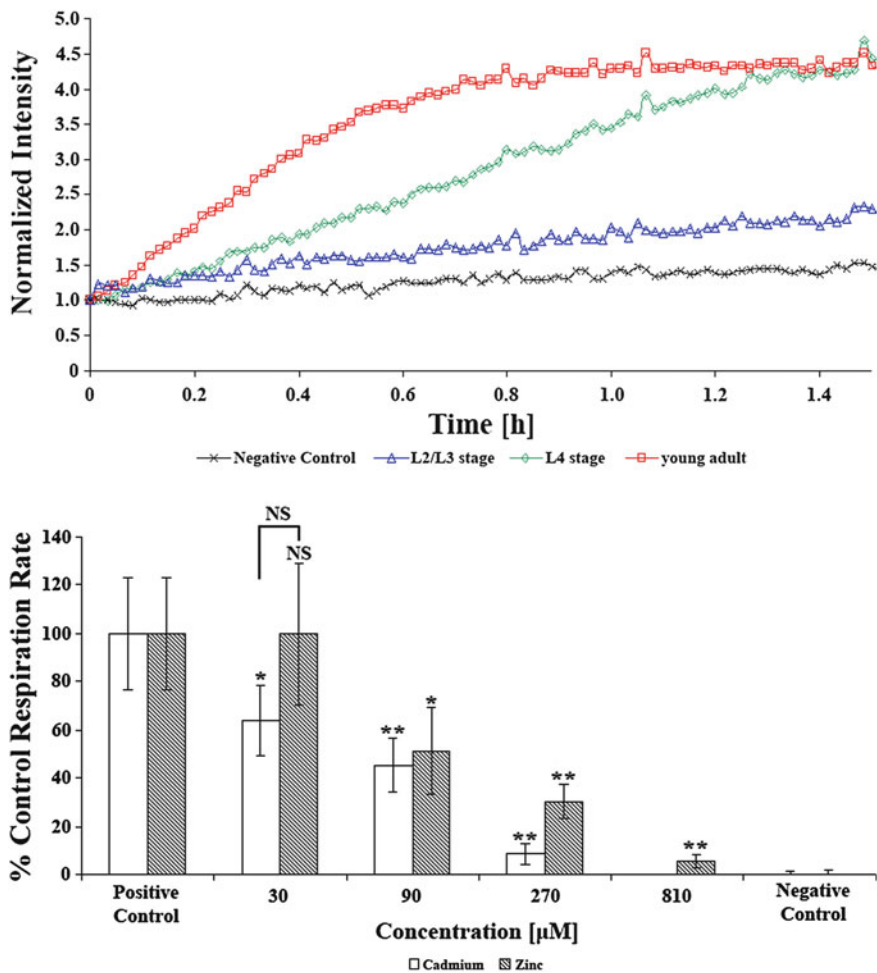 5.0
4.5
4.0
3.5
3.0
2.5
2.0
1.5
1.0
0.5
0
Normalized Intensity
0 0.2 0.4 0.6 0.8 1.0 1.2 1.4
Time [h]
Negative Control L2/L3 stage L4 stage young adult
140
120
100
80
60
40
20
0
% Control Respiration Rate
NS
NS
*
**
*
**
**
**
Positive Control 30 90 270 810 Negative Control
Concentration [µM]
Cadmium Zinc